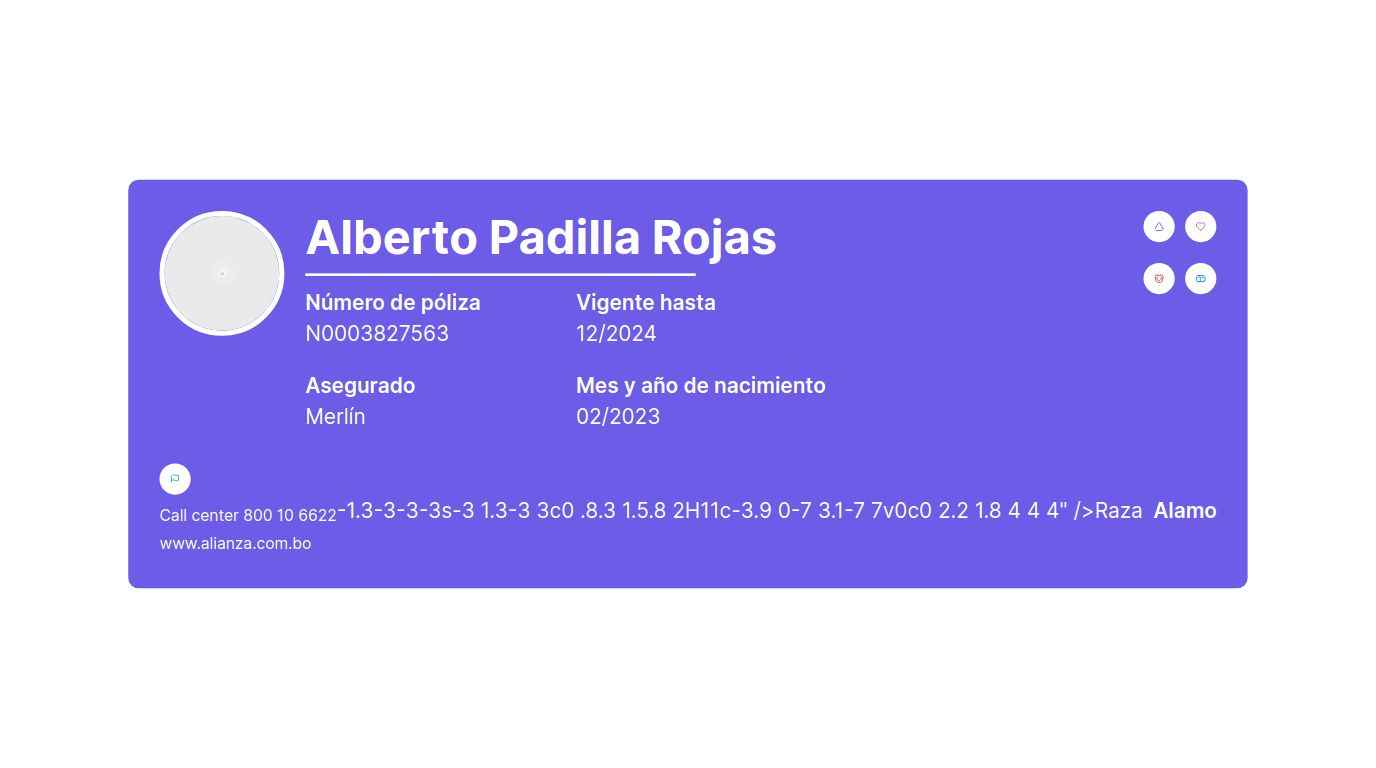 Alberto Padilla Rojas
Número de póliza
N0003827563
Vigente hasta
12/2024
Asegurado
Merlín
Mes y año de nacimiento
02/2023
Call center 800 10 6622
-1.3-3-3-3s-3 1.3-3 3c0 .8.3 1.5.8 2H11c-3.9 0-7 3.1-7 7v0c0 2.2 1.8 4 4 4" />Raza Alamo
www.alianza.com.bo